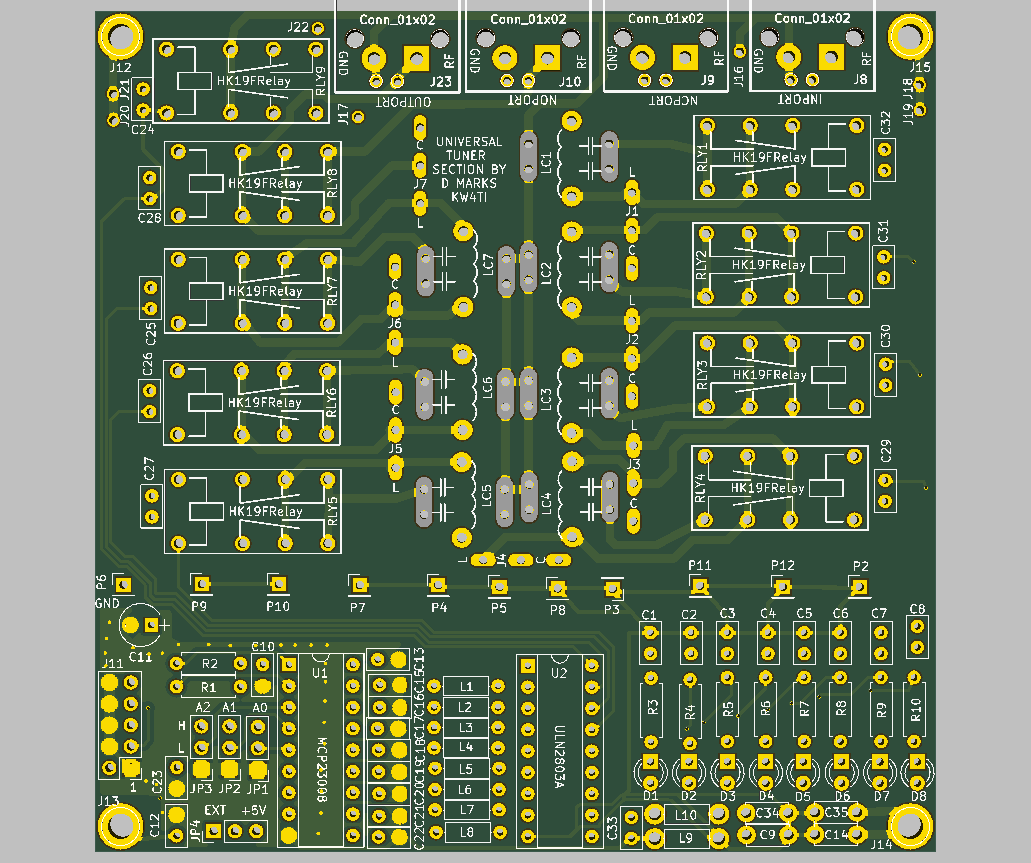 Conn_01x02
Conn_01x02
Conn_01x02
Conn_01x02
J22
GND
RF
J23
OUTPORT
GND
RF
J10
NOPORT
GND
RF
J9
NCPORT
J16
GND
RF
J8
INPORT
J12
J15
J21
J20
C24
HK19FRelay
RLY9
J17
J18
J19
UNIVERSAL
TUNER
SECTION BY
D MARKS
KW4TI
C
J7
L
LC1
L
J1
C
RLY1
HK19FRelay
C32
C28
HK19FRelay
RLY8
LC7
LC2
RLY2
HK19FRelay
C31
C25
HK19FRelay
RLY7
C
J6
L
L
J2
C
RLY3
HK19FRelay
C30
C26
HK19FRelay
RLY6
LC6
LC3
C
J5
L
L
J3
C
RLY4
HK19FRelay
C29
C27
HK19FRelay
RLY5
LC5
LC4
L
J4
C
P6
GND
P9
P10
P7
P4
P5
P8
P3
P11
P12
P2
C11
C1
C2
C3
C4
C5
C6
C7
C8
J11
R2
R1
C10
U1
MCP23008
C13
C15
C16
C17
C18
C19
C20
C21
C22
L1
L2
L3
L4
L5
L6
L7
L8
U2
ULN2803A
R3
R4
R5
R6
R7
R8
R9
R10
A2
A1
A0
H
L
JP3
JP2
JP1
1
C23
J13
C12
JP4
EXT
+5V
D1
D2
D3
D4
D5
D6
D7
D8
C33
L10
L9
C34
C9
C35
C14
J14